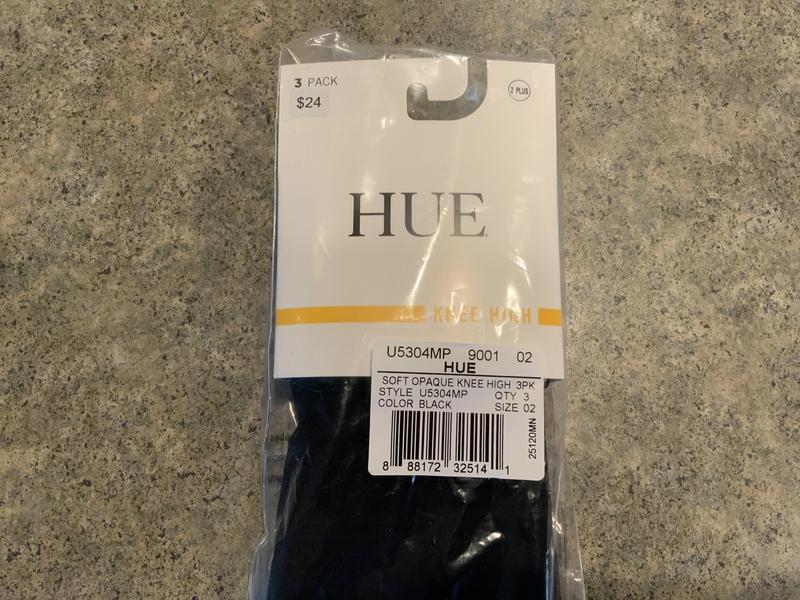 3 PACK
$24
2 PLUS
HUE
KNEE HIGH
U5304MP 9001 02
HUE
SOFT OPAQUE KNEE HIGH 3PK
STYLE U5304MP QTY 3
COLOR BLACK SIZE 02
25120MN
8 88172 32514 1